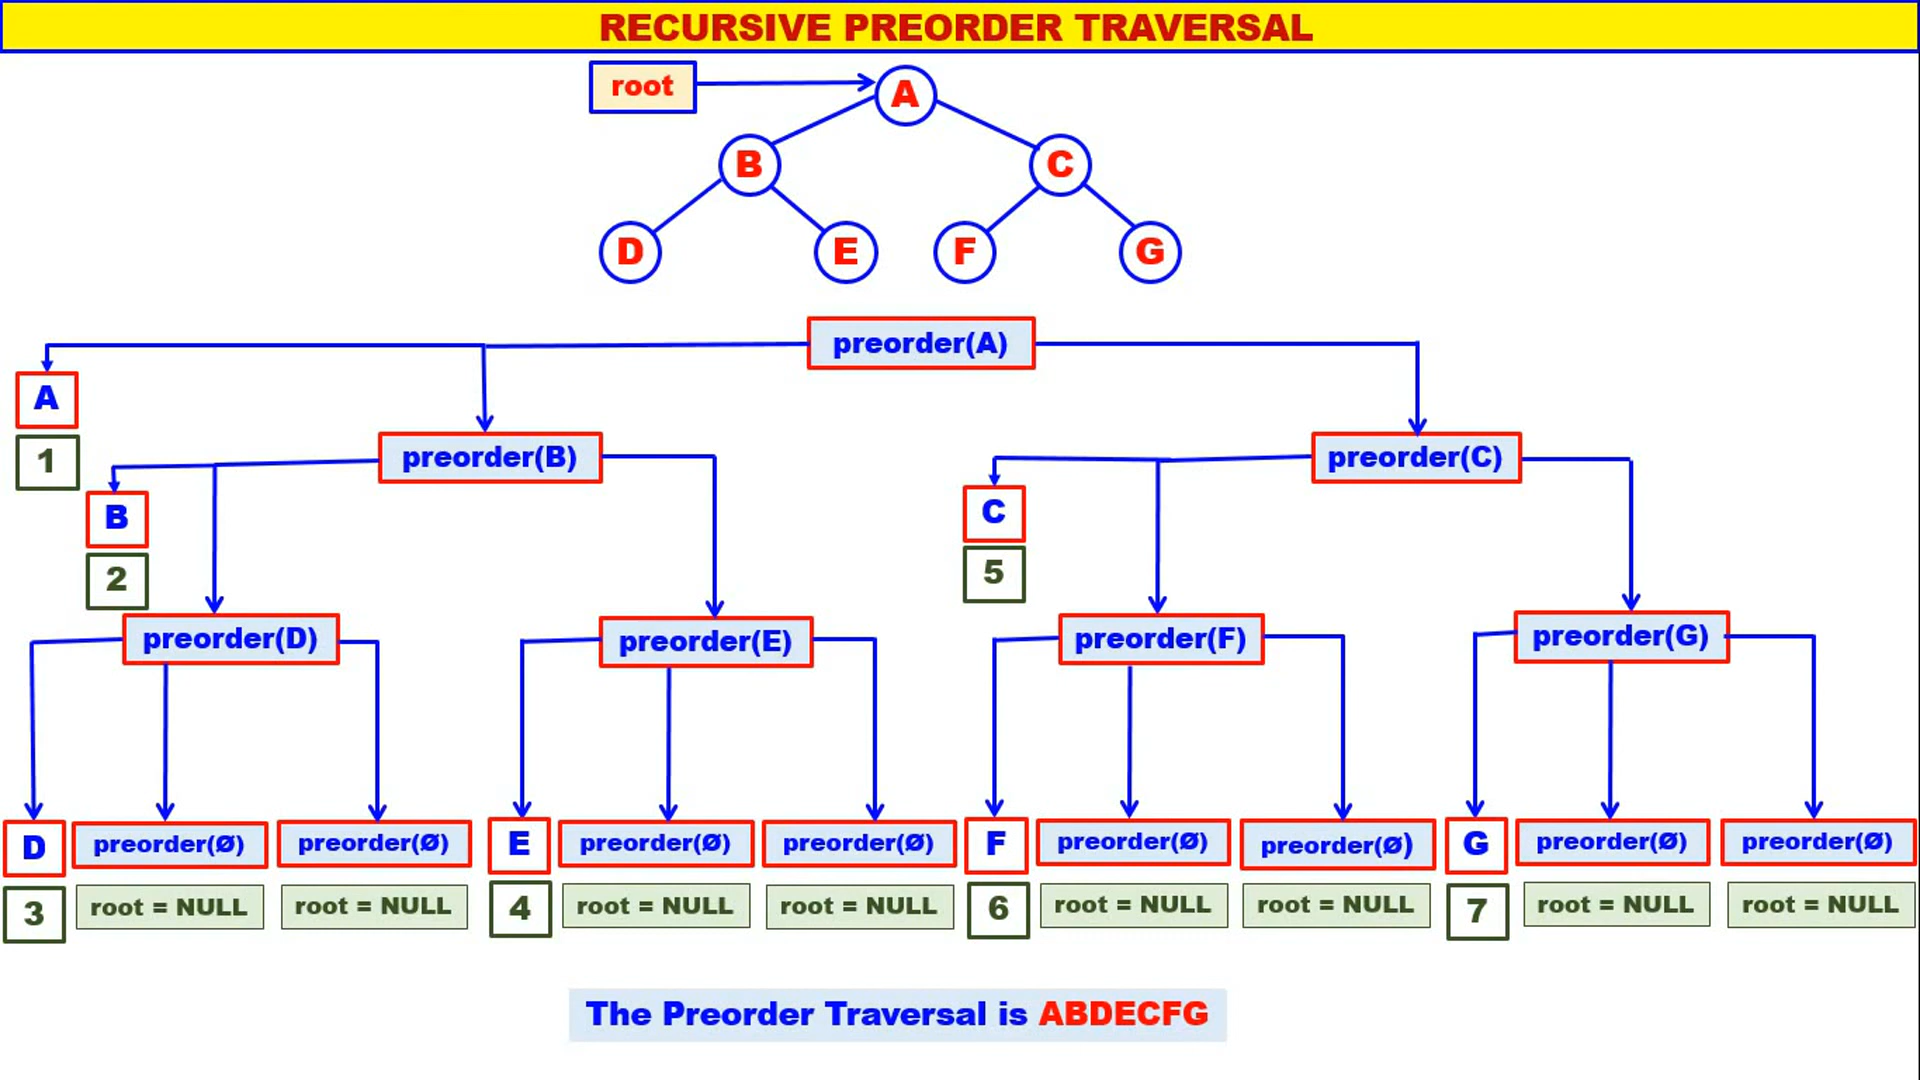 RECURSIVE PREORDER TRAVERSAL
root
A
B
C
D
E
F
G
preorder(A)
A
1
preorder(B)
preorder(C)
B
2
C
5
preorder(D)
preorder(E)
preorder(F)
preorder(G)
D
preorder(Ø)
preorder(Ø)
E
preorder(Ø)
preorder(Ø)
F
preorder(Ø)
preorder(Ø)
G
preorder(Ø)
preorder(Ø)
3
root = NULL
root = NULL
4
root = NULL
root = NULL
6
root = NULL
root = NULL
7
root = NULL
root = NULL
The Preorder Traversal is ABDECFG